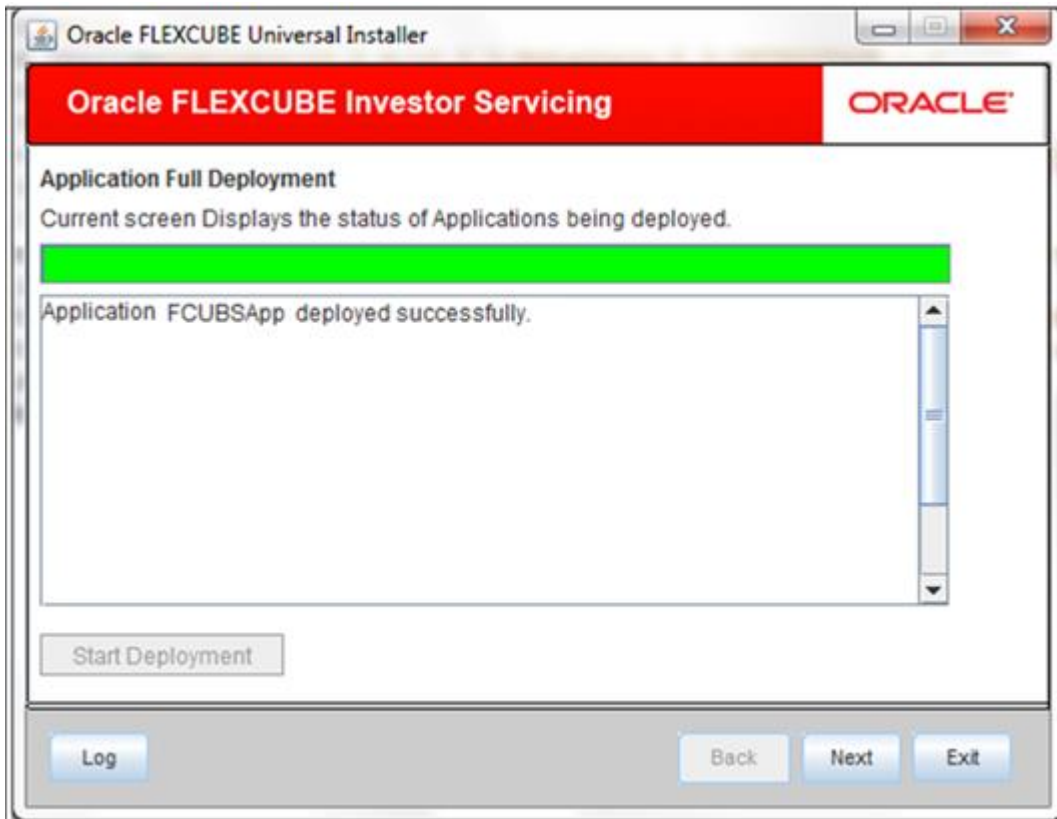 Oracle FLEXCUBE Universal Installer
Oracle FLEXCUBE Investor Servicing
ORACLE
Application Full Deployment
Current screen Displays the status of Applications being deployed.
Application FCUBSApp deployed successfully.
Start Deployment
Log
Back
Next
Exit